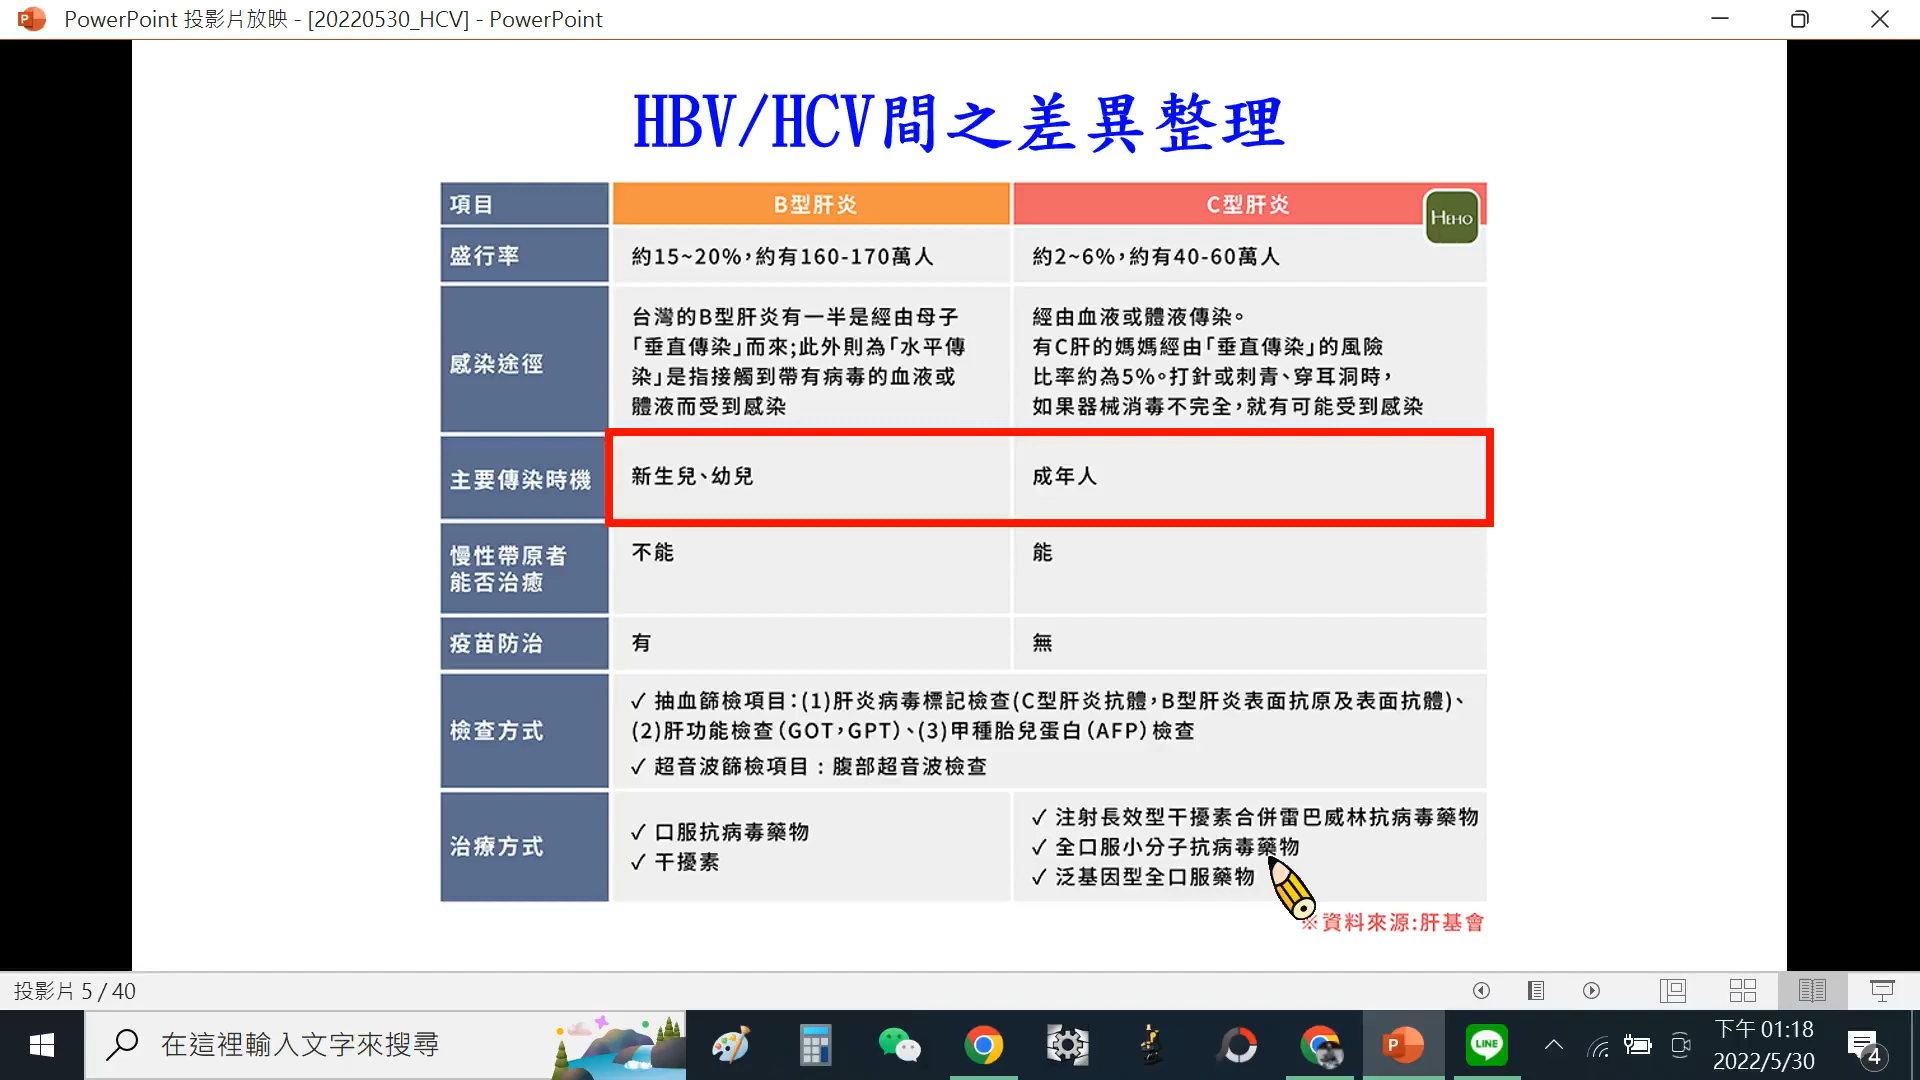 PowerPoint 投影片放映 - [20220530_HCV] - PowerPoint
HBV/HCV間之差異整理
項目
B型肝炎
C型肝炎
HEHO
盛行率
約15~20%，約有160-170萬人
約2~6%，約有40-60萬人
感染途徑
台灣的B型肝炎有一半是經由母子
「垂直傳染」而來；此外則為「水平傳
染」是指接觸到帶有病毒的血液或
體液而受到感染
經由血液或體液傳染。
有C肝的媽媽經由「垂直傳染」的風險
比率約為5%。打針或刺青、穿耳洞時，
如果器械消毒不完全，就有可能受到感染
主要傳染時機
新生兒、幼兒
成年人
慢性帶原者
能否治癒
不能
能
疫苗防治
有
無
檢查方式
✓ 抽血篩檢項目：(1)肝炎病毒標記檢查(C型肝炎抗體，B型肝炎表面抗原及表面抗體)、
(2)肝功能檢查（GOT，GPT）、(3)甲種胎兒蛋白（AFP）檢查
✓ 超音波篩檢項目：腹部超音波檢查
治療方式
✓ 口服抗病毒藥物
✓ 干擾素
✓ 注射長效型干擾素合併雷巴威林抗病毒藥物
✓ 全口服小分子抗病毒藥物
✓ 泛基因型全口服藥物
※資料來源:肝基會
投影片 5 / 40
在這裡輸入文字來搜尋
LINE
下午 01:18
2022/5/30
4